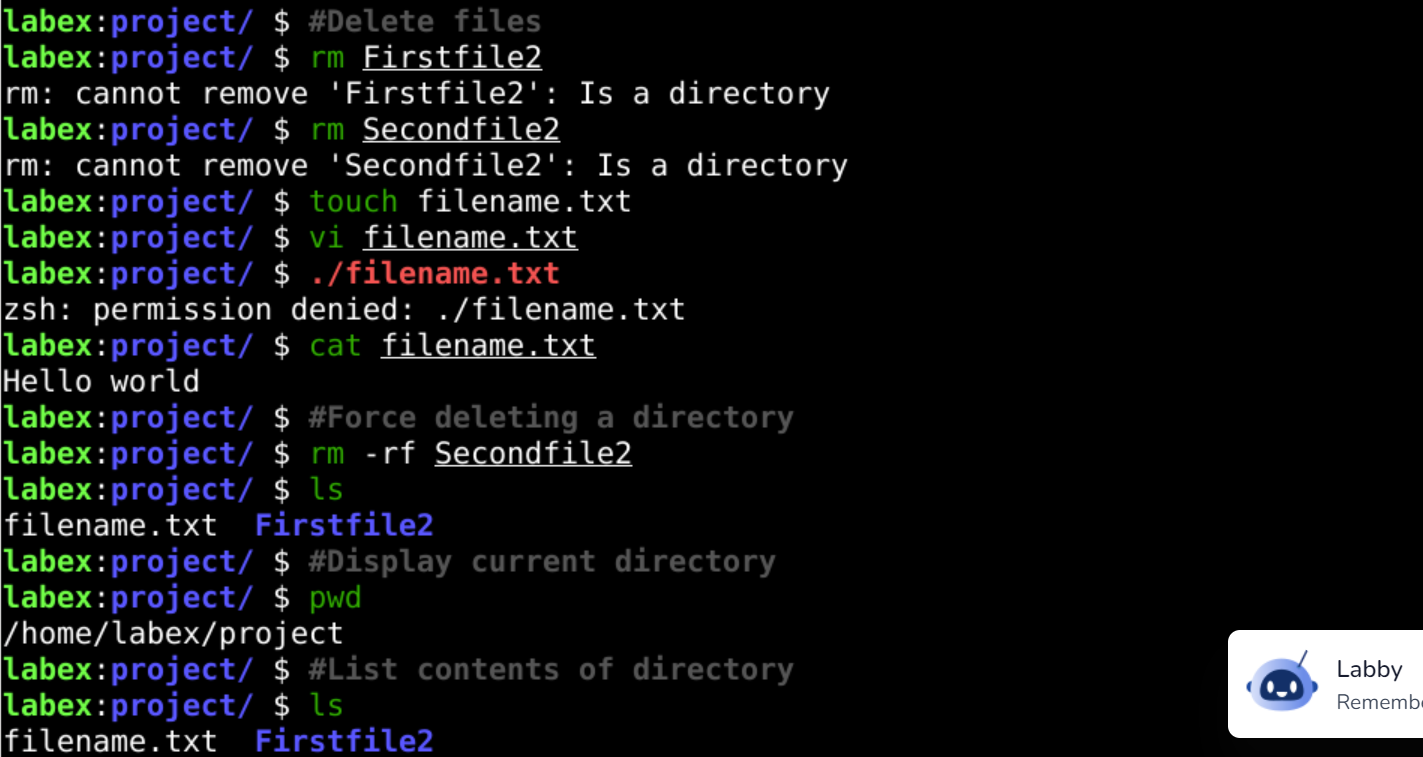 labex:project/ $ #Delete files
labex:project/ $ rm Firstfile2
rm: cannot remove 'Firstfile2': Is a directory
labex:project/ $ rm Secondfile2
rm: cannot remove 'Secondfile2': Is a directory
labex:project/ $ touch filename.txt
labex:project/ $ vi filename.txt
labex:project/ $ ./filename.txt
zsh: permission denied: ./filename.txt
labex:project/ $ cat filename.txt
Hello world
labex:project/ $ #Force deleting a directory
labex:project/ $ rm -rf Secondfile2
labex:project/ $ ls
filename.txt  Firstfile2
labex:project/ $ #Display current directory
labex:project/ $ pwd
/home/labex/project
labex:project/ $ #List contents of directory
labex:project/ $ ls
filename.txt  Firstfile2
Labby